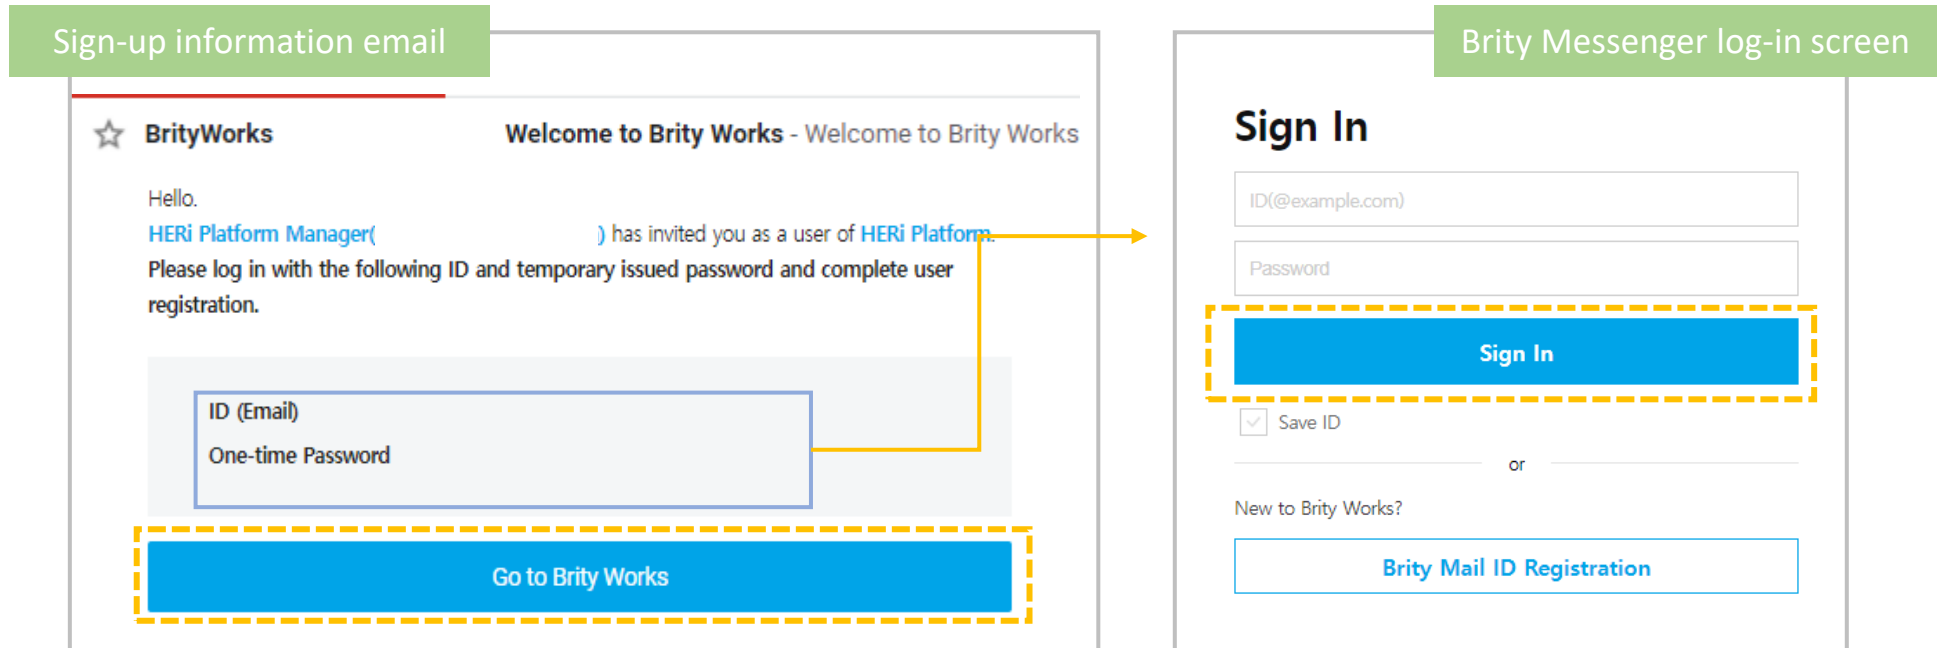 Sign-up information email
BrityWorks
Welcome to Brity Works - Welcome to Brity Works
Hello.
HERi Platform Manager( ) has invited you as a user of HERi Platform.
Please log in with the following ID and temporary issued password and complete user
registration.
ID (Email)
One-time Password
Go to Brity Works
Brity Messenger log-in screen
Sign In
ID(@example.com)
Password
Sign In
Save ID
or
New to Brity Works?
Brity Mail ID Registration